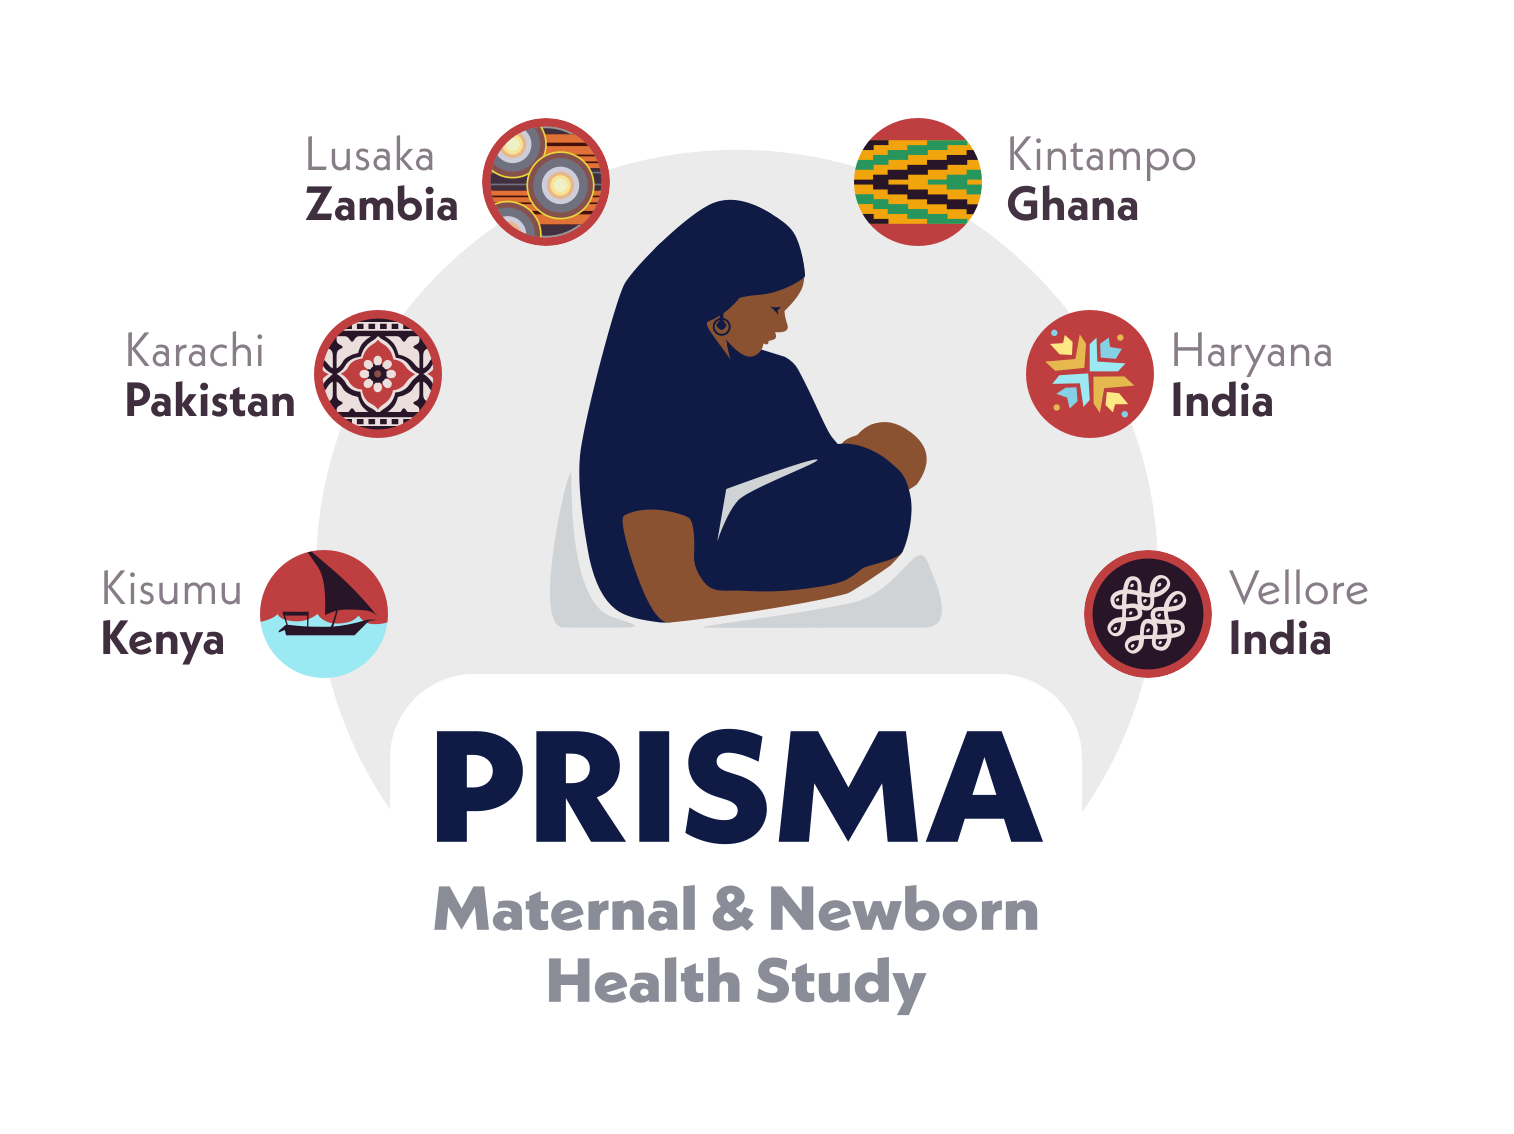 Lusaka
Zambia
Kintampo
Ghana
Karachi
Pakistan
Haryana
India
Kisumu
Kenya
Vellore
India
PRISMA
Maternal & Newborn
Health Study